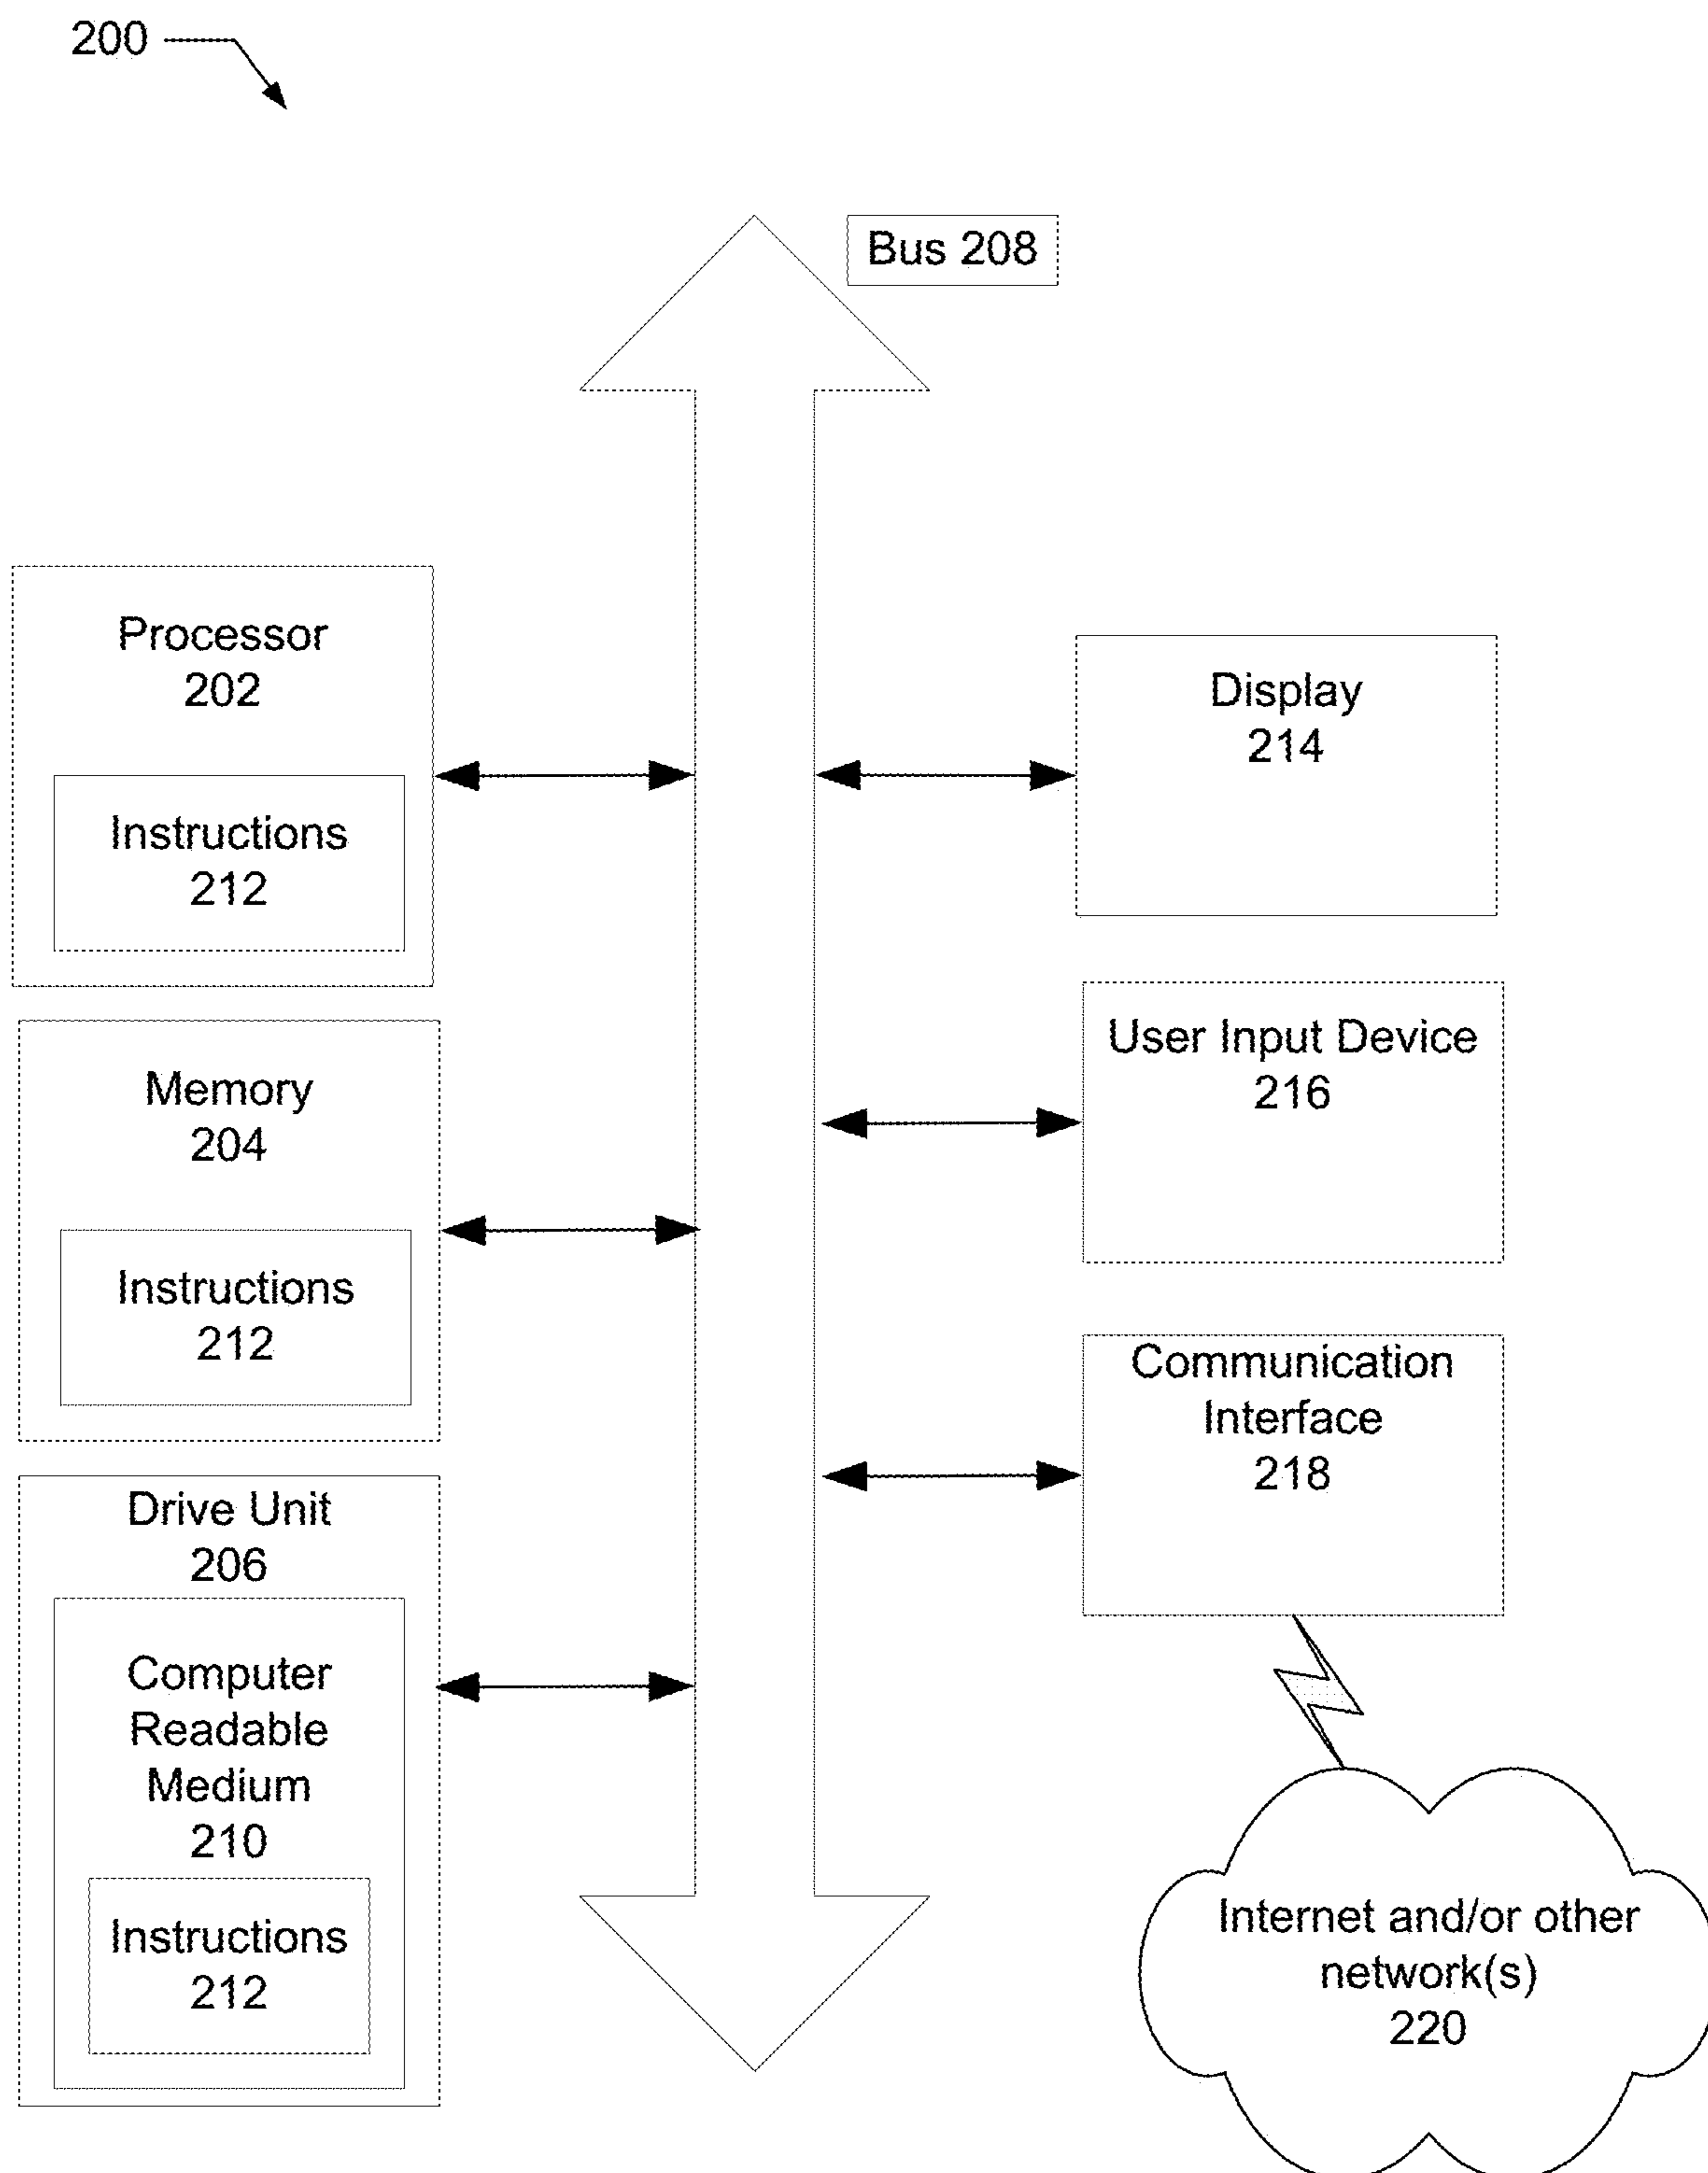 200
Bus 208
Processor
202
Instructions
212
Memory
204
Instructions
212
Drive Unit
206
Computer
Readable
Medium
210
Instructions
212
Display
214
User Input Device
216
Communication
Interface
218
Internet and/or other
network(s)
220